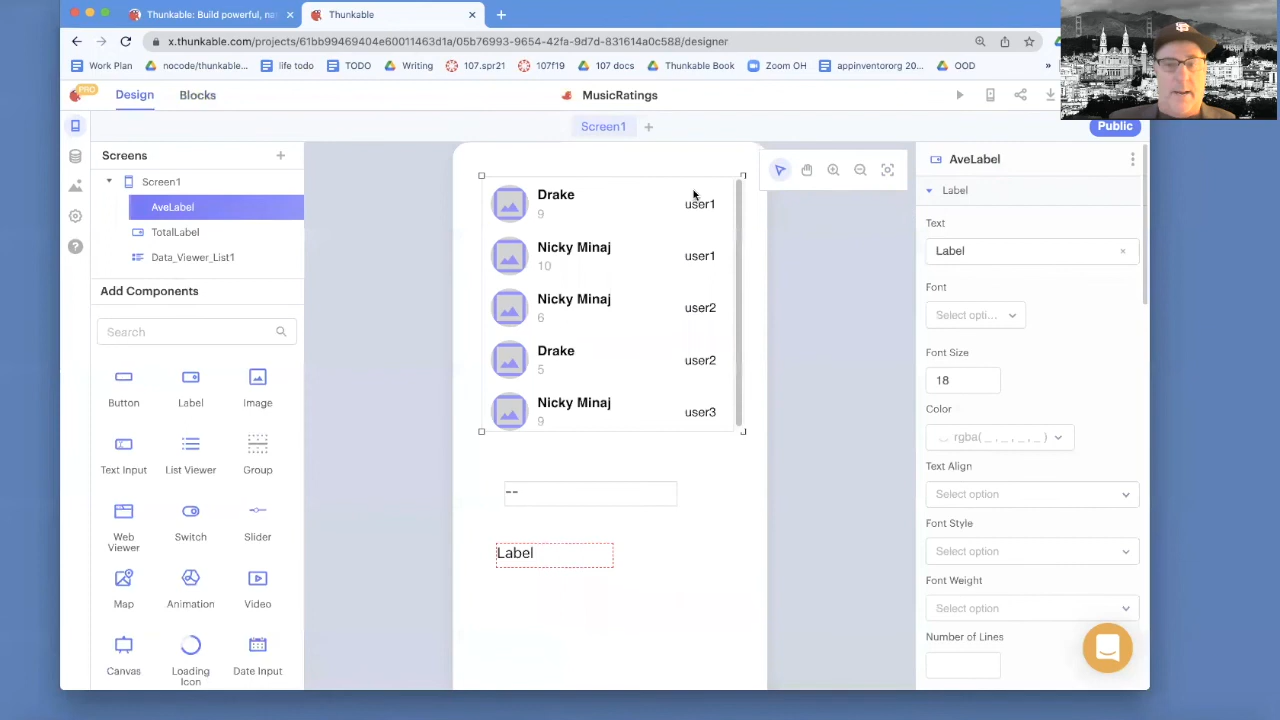 Thunkable: Build powerful, na
Thunkable
x.thunkable.com/projects/61bb99469404e60011463d1a/05b76993-9654-42fa-9d7d-831614a0c588/designer
Work Plan
nocode/thunkable...
life todo
TODO
Writing
107.spr21
107f19
107 docs
Thunkable Book
Zoom OH
appinventorg 20...
OOD
»
PRO
Design
Blocks
MusicRatings
Screen1
Public
Screens
Screen1
AveLabel
TotalLabel
Data_Viewer_List1
Add Components
Search
Button
Label
Image
Text Input
List Viewer
Group
Web Viewer
Switch
Slider
Map
Animation
Video
Canvas
Loading Icon
Date Input
Drake
9
user1
Nicky Minaj
10
user1
Nicky Minaj
6
user2
Drake
5
user2
Nicky Minaj
9
user3
--
Label
AveLabel
Label
Text
Label
Font
Select opti...
Font Size
18
Color
rgba( _ , _ , _ , _ )
Text Align
Select option
Font Style
Select option
Font Weight
Select option
Number of Lines